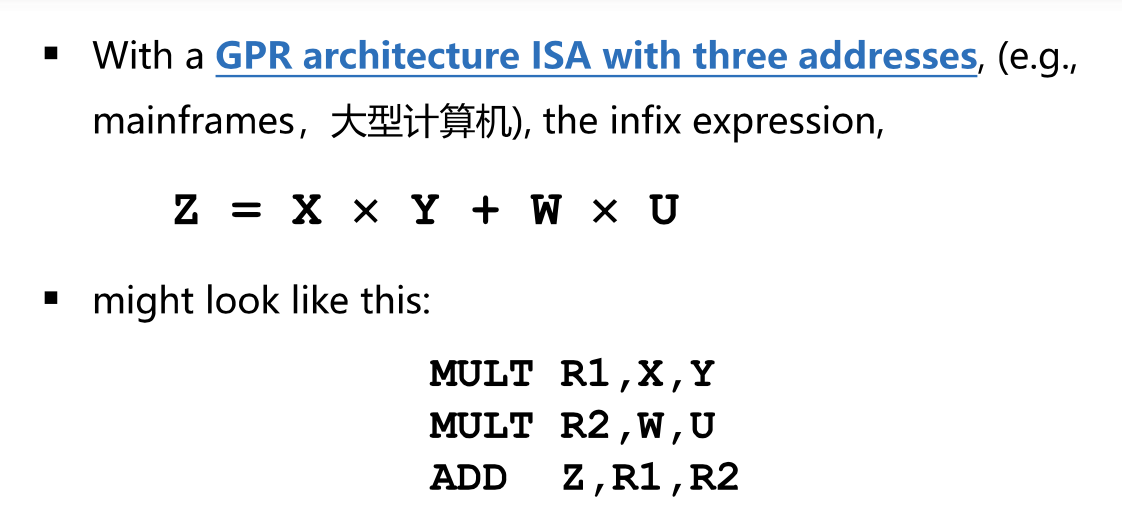 ▪ With a GPR architecture ISA with three addresses, (e.g.,
mainframes，大型计算机), the infix expression,
Z = X × Y + W × U
▪ might look like this:
MULT R1,X,Y
MULT R2,W,U
ADD Z,R1,R2